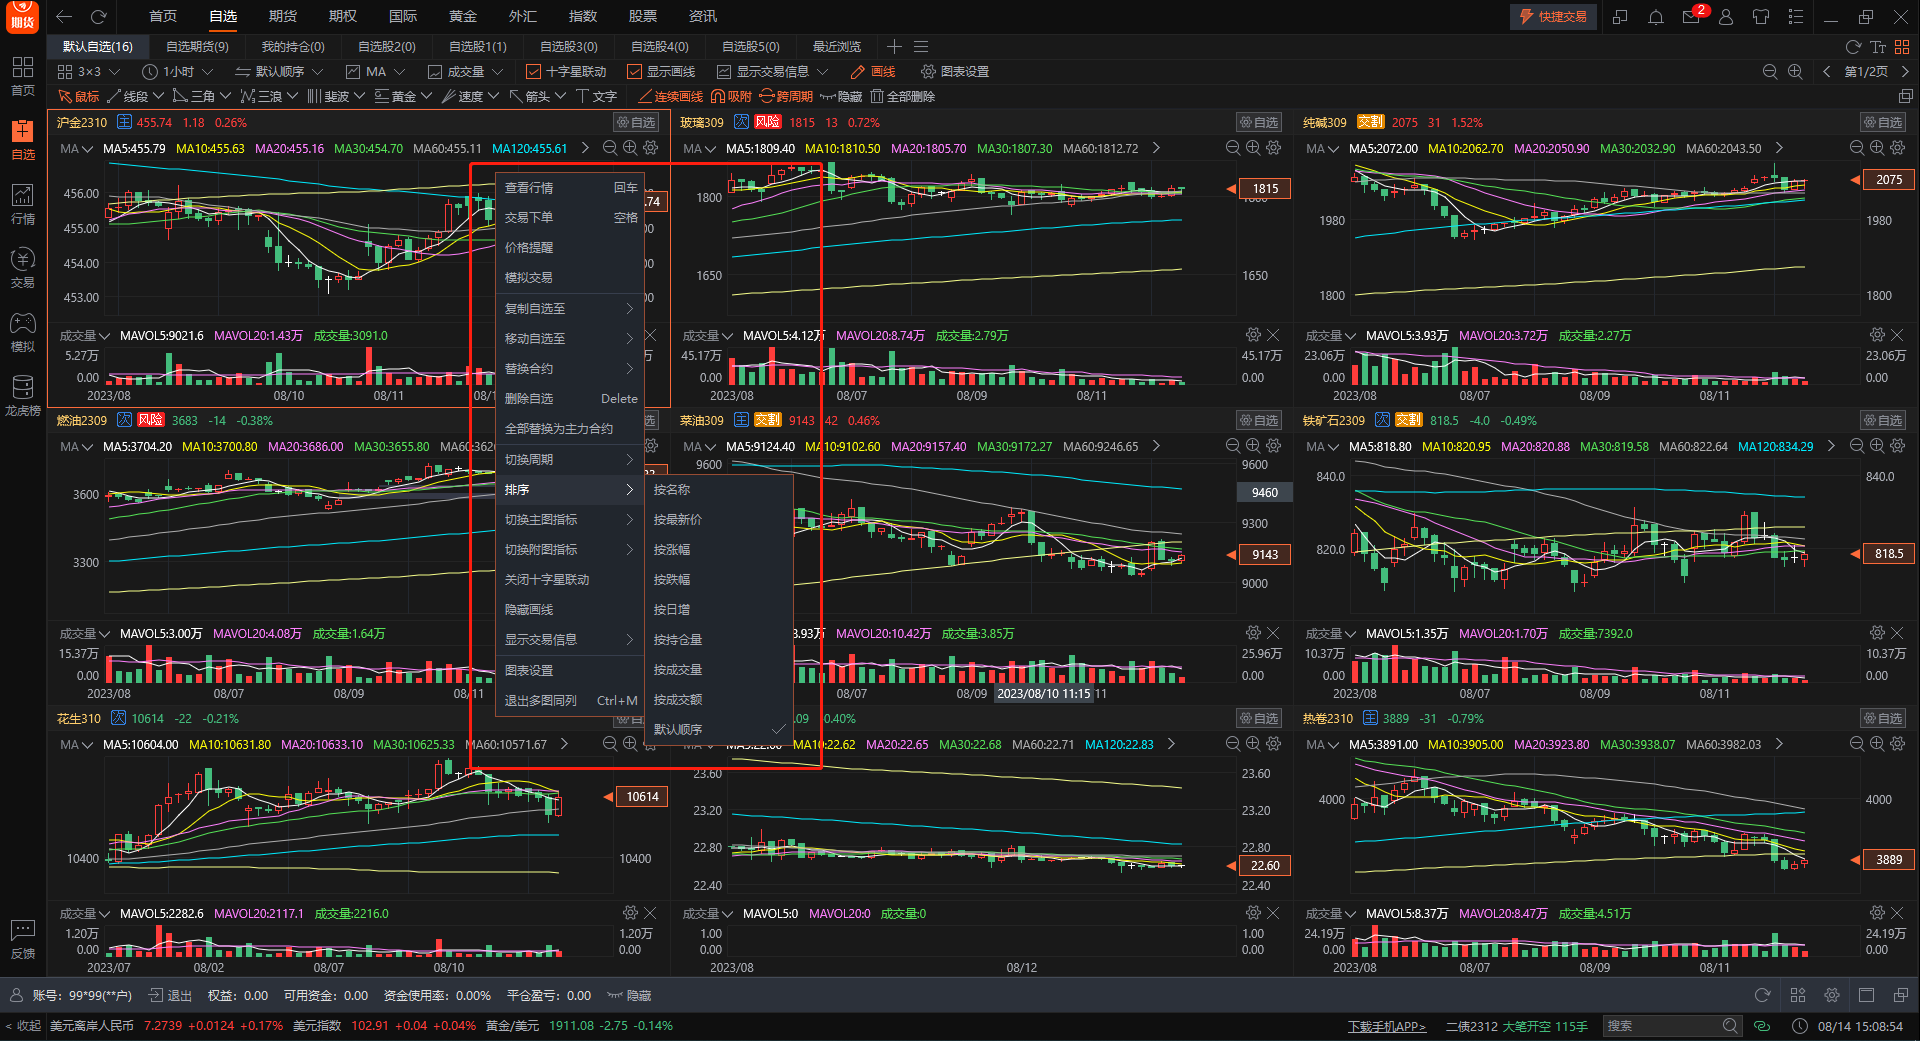 期货 首页 自选 期货 期权 国际 黄金 外汇 指数 股票 资讯 快捷交易 2
默认自选(16) 自选期货(9) 我的持仓(0) 自选股2(0) 自选股1(1) 自选股3(0) 自选股4(0) 自选股5(0) 最近浏览
3×3 1小时 默认顺序 MA 成交量 十字星联动 显示画线 显示交易信息 画线 图表设置 第1/2页
鼠标 线段 三角 三浪 斐波 黄金 速度 箭头 文字 连续画线 吸附 跨周期 隐藏 全部删除
首页
自选
行情
交易
模拟
龙虎榜
反馈
沪金2310 主 455.74 1.18 0.26% 自选
MA MA5:455.79 MA10:455.63 MA20:455.16 MA30:454.70 MA60:455.11 MA120:455.61
456.00
455.00
454.00
453.00
成交量 MAVOL5:9021.6 MAVOL20:1.43万 成交量:3091.0
5.27万
0.00
2023/08 08/10 08/11
玻璃309 次 风险 1815 13 0.72% 自选
MA MA5:1809.40 MA10:1810.50 MA20:1805.70 MA30:1807.30 MA60:1812.72
1800 1815
1650 1650
成交量 MAVOL5:4.12万 MAVOL20:8.74万 成交量:2.79万
45.17万 45.17万
0.00 0.00
2023/08 08/07 08/09 08/11
纯碱309 交割 2075 31 1.52% 自选
MA MA5:2072.00 MA10:2062.70 MA20:2050.90 MA30:2032.90 MA60:2043.50
2075
1980 1980
1800 1800
成交量 MAVOL5:3.93万 MAVOL20:3.72万 成交量:2.27万
23.06万 23.06万
0.00 0.00
2023/08 08/07 08/09 08/11
查看行情 回车
交易下单 空格
价格提醒
模拟交易
复制自选至
移动自选至
替换合约
删除自选 Delete
全部替换为主力合约
切换周期
排序
切换主图指标
切换附图指标
关闭十字星联动
隐藏画线
显示交易信息
图表设置
退出多图同列 Ctrl+M
按名称
按最新价
按涨幅
按跌幅
按日增
按持仓量
按成交量
按成交额
默认顺序
燃油2309 次 风险 3683 -14 -0.38%
MA MA5:3704.20 MA10:3700.80 MA20:3686.00 MA30:3655.80
3600
3300
成交量 MAVOL5:3.00万 MAVOL20:4.08万 成交量:1.64万
15.37万
0.00
2023/08 08/07 08/09 08/11
菜油309 主 交割 9143 42 0.46% 自选
MA MA5:9124.40 MA10:9102.60 MA20:9157.40 MA30:9172.27 MA60:9246.65
9600 9600
9460
9300
9143
9000
MAVOL20:10.42万 成交量:3.85万
25.96万
0.00
08/07 08/09 2023/08/10 11:15
铁矿石2309 次 交割 818.5 -4.0 -0.49% 自选
MA MA5:818.80 MA10:820.95 MA20:820.88 MA30:819.58 MA60:822.64 MA120:834.29
840.0 840.0
820.0 818.5
成交量 MAVOL5:1.35万 MAVOL20:1.70万 成交量:7392.0
10.37万 10.37万
0.00 0.00
2023/08 08/07 08/09 08/11
花生310 次 10614 -22 -0.21%
MA MA5:10604.00 MA10:10631.80 MA20:10633.10 MA30:10625.33 MA60:10571.67
10614
10400 10400
成交量 MAVOL5:2282.6 MAVOL20:2117.1 成交量:2216.0
1.20万 1.20万
0.00 0.00
2023/07 08/02 08/07 08/10
0.40% 自选
MA10:22.62 MA20:22.65 MA30:22.68 MA60:22.71 MA120:22.83
23.60 23.60
23.20 23.20
22.80 22.80
22.60
22.40 22.40
成交量 MAVOL5:0 MAVOL20:0 成交量:0
1.00 1.00
0.00 0.00
2023/08 08/12
热卷2310 主 3889 -31 -0.79% 自选
MA MA5:3891.00 MA10:3905.00 MA20:3923.80 MA30:3938.07 MA60:3982.03
4000 4000
3889
成交量 MAVOL5:8.37万 MAVOL20:8.47万 成交量:4.51万
24.19万 24.19万
0.00 0.00
2023/08 08/07 08/09 08/11
账号: 99*99(**户) 退出 权益: 0.00 可用资金: 0.00 资金使用率: 0.00% 平仓盈亏: 0.00 隐藏
< 收起 美元离岸人民币 7.2739 +0.0124 +0.17% 美元指数 102.91 +0.04 +0.04% 黄金/美元 1911.08 -2.75 -0.14% 下载手机APP> 二债2312 大笔开空 115手 搜索 08/14 15:08:54